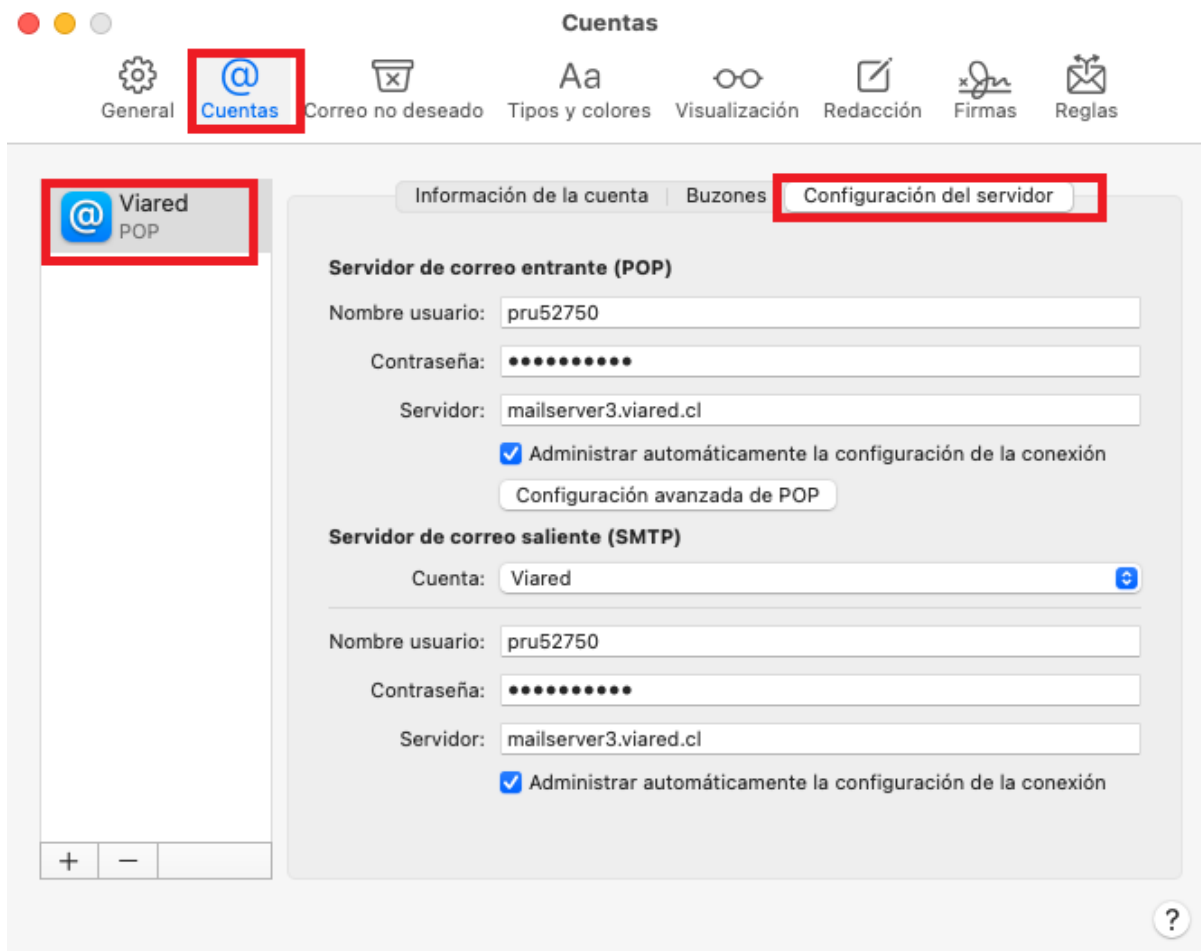 Cuentas
General Cuentas Correo no deseado Tipos y colores Visualización Redacción Firmas Reglas
Viared
POP
Información de la cuenta Buzones Configuración del servidor
Servidor de correo entrante (POP)
Nombre usuario: pru52750
Contraseña: ••••••••••
Servidor: mailserver3.viared.cl
Administrar automáticamente la configuración de la conexión
Configuración avanzada de POP
Servidor de correo saliente (SMTP)
Cuenta: Viared
Nombre usuario: pru52750
Contraseña: ••••••••••
Servidor: mailserver3.viared.cl
Administrar automáticamente la configuración de la conexión
+ −
?